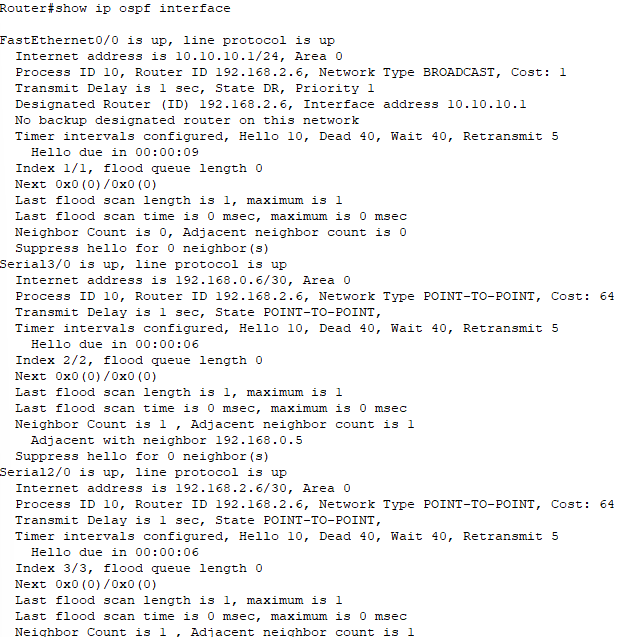 Router#show ip ospf interface

FastEthernet0/0 is up, line protocol is up
  Internet address is 10.10.10.1/24, Area 0
  Process ID 10, Router ID 192.168.2.6, Network Type BROADCAST, Cost: 1
  Transmit Delay is 1 sec, State DR, Priority 1
  Designated Router (ID) 192.168.2.6, Interface address 10.10.10.1
  No backup designated router on this network
  Timer intervals configured, Hello 10, Dead 40, Wait 40, Retransmit 5
    Hello due in 00:00:09
  Index 1/1, flood queue length 0
  Next 0x0(0)/0x0(0)
  Last flood scan length is 1, maximum is 1
  Last flood scan time is 0 msec, maximum is 0 msec
  Neighbor Count is 0, Adjacent neighbor count is 0
  Suppress hello for 0 neighbor(s)
Serial3/0 is up, line protocol is up
  Internet address is 192.168.0.6/30, Area 0
  Process ID 10, Router ID 192.168.2.6, Network Type POINT-TO-POINT, Cost: 64
  Transmit Delay is 1 sec, State POINT-TO-POINT,
  Timer intervals configured, Hello 10, Dead 40, Wait 40, Retransmit 5
    Hello due in 00:00:06
  Index 2/2, flood queue length 0
  Next 0x0(0)/0x0(0)
  Last flood scan length is 1, maximum is 1
  Last flood scan time is 0 msec, maximum is 0 msec
  Neighbor Count is 1 , Adjacent neighbor count is 1
    Adjacent with neighbor 192.168.0.5
  Suppress hello for 0 neighbor(s)
Serial2/0 is up, line protocol is up
  Internet address is 192.168.2.6/30, Area 0
  Process ID 10, Router ID 192.168.2.6, Network Type POINT-TO-POINT, Cost: 64
  Transmit Delay is 1 sec, State POINT-TO-POINT,
  Timer intervals configured, Hello 10, Dead 40, Wait 40, Retransmit 5
    Hello due in 00:00:06
  Index 3/3, flood queue length 0
  Next 0x0(0)/0x0(0)
  Last flood scan length is 1, maximum is 1
  Last flood scan time is 0 msec, maximum is 0 msec
  Neighbor Count is 1 , Adjacent neighbor count is 1